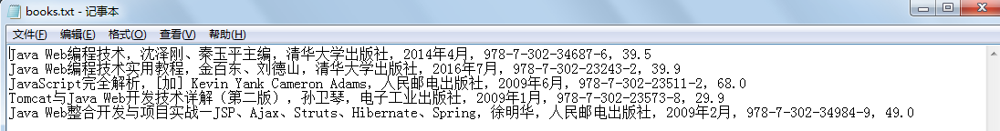 books.txt - 记事本
文件(F) 编辑(E) 格式(O) 查看(V) 帮助(H)
Java Web编程技术，沈泽刚、秦玉平主编，清华大学出版社，2014年4月，978-7-302-34687-6，39.5
Java Web编程技术实用教程，金百东、刘德山，清华大学出版社，2016年7月，978-7-302-23243-2，39.9
JavaScript完全解析，[加] Kevin Yank Cameron Adams，人民邮电出版社，2009年6月，978-7-302-23511-2，68.0
Tomcat与Java Web开发技术详解（第二版），孙卫琴，电子工业出版社，2009年1月，978-7-302-23573-8，29.9
Java Web整合开发与项目实战—JSP、Ajax、Struts、Hibernate、Spring，徐明华，人民邮电出版社，2009年2月，978-7-302-34984-9，49.0